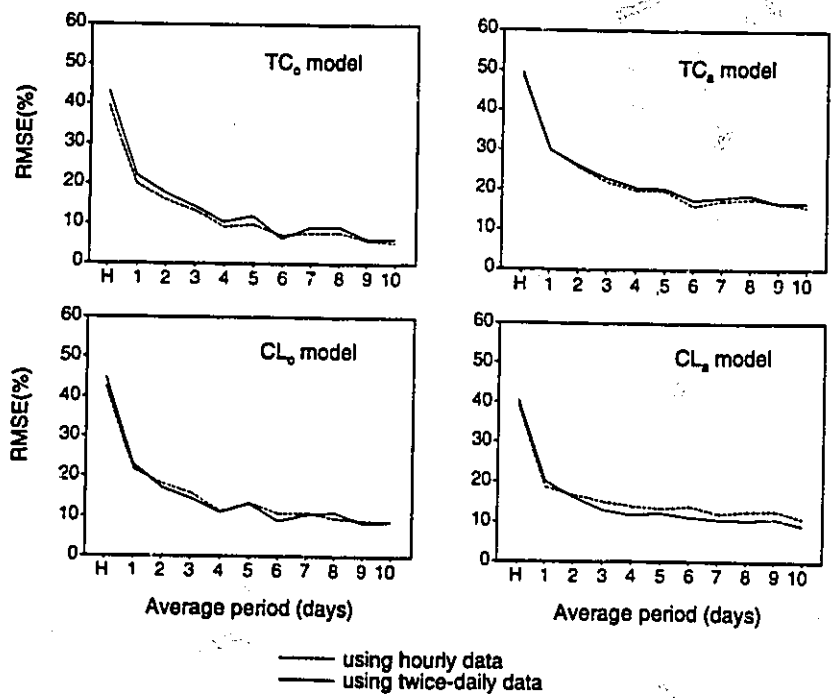 TCo model
RMSE(%)
60
50
40
30
20
10
0
H 1 2 3 4 5 6 7 8 9 10
TCa model
60
50
40
30
20
10
0
H 1 2 3 4 5 6 7 8 9 10
CLo model
RMSE(%)
60
50
40
30
20
10
0
H 1 2 3 4 5 6 7 8 9 10
Average period (days)
CLa model
60
50
40
30
20
10
0
H 1 2 3 4 5 6 7 8 9 10
Average period (days)
using hourly data
using twice-daily data